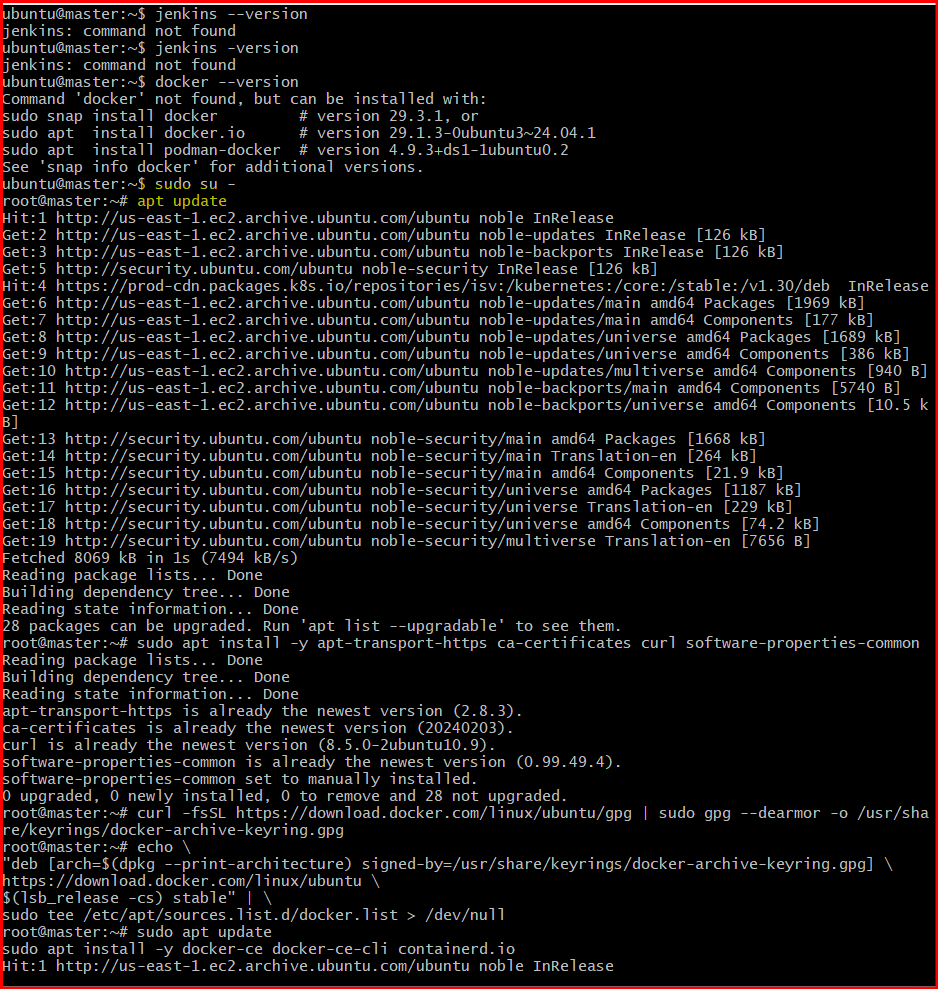 ubuntu@master:~$ jenkins --version
jenkins: command not found
ubuntu@master:~$ jenkins -version
jenkins: command not found
ubuntu@master:~$ docker --version
Command 'docker' not found, but can be installed with:
sudo snap install docker         # version 29.3.1, or
sudo apt  install docker.io      # version 29.1.3-0ubuntu3~24.04.1
sudo apt  install podman-docker  # version 4.9.3+ds1-1ubuntu0.2
See 'snap info docker' for additional versions.
ubuntu@master:~$ sudo su -
root@master:~# apt update
Hit:1 http://us-east-1.ec2.archive.ubuntu.com/ubuntu noble InRelease
Get:2 http://us-east-1.ec2.archive.ubuntu.com/ubuntu noble-updates InRelease [126 kB]
Get:3 http://us-east-1.ec2.archive.ubuntu.com/ubuntu noble-backports InRelease [126 kB]
Get:5 http://security.ubuntu.com/ubuntu noble-security InRelease [126 kB]
Hit:4 https://prod-cdn.packages.k8s.io/repositories/isv:/kubernetes:/core:/stable:/v1.30/deb  InRelease
Get:6 http://us-east-1.ec2.archive.ubuntu.com/ubuntu noble-updates/main amd64 Packages [1969 kB]
Get:7 http://us-east-1.ec2.archive.ubuntu.com/ubuntu noble-updates/main amd64 Components [177 kB]
Get:8 http://us-east-1.ec2.archive.ubuntu.com/ubuntu noble-updates/universe amd64 Packages [1689 kB]
Get:9 http://us-east-1.ec2.archive.ubuntu.com/ubuntu noble-updates/universe amd64 Components [386 kB]
Get:10 http://us-east-1.ec2.archive.ubuntu.com/ubuntu noble-updates/multiverse amd64 Components [940 B]
Get:11 http://us-east-1.ec2.archive.ubuntu.com/ubuntu noble-backports/main amd64 Components [5740 B]
Get:12 http://us-east-1.ec2.archive.ubuntu.com/ubuntu noble-backports/universe amd64 Components [10.5 k
B]
Get:13 http://security.ubuntu.com/ubuntu noble-security/main amd64 Packages [1668 kB]
Get:14 http://security.ubuntu.com/ubuntu noble-security/main Translation-en [264 kB]
Get:15 http://security.ubuntu.com/ubuntu noble-security/main amd64 Components [21.9 kB]
Get:16 http://security.ubuntu.com/ubuntu noble-security/universe amd64 Packages [1187 kB]
Get:17 http://security.ubuntu.com/ubuntu noble-security/universe Translation-en [229 kB]
Get:18 http://security.ubuntu.com/ubuntu noble-security/universe amd64 Components [74.2 kB]
Get:19 http://security.ubuntu.com/ubuntu noble-security/multiverse Translation-en [7656 B]
Fetched 8069 kB in 1s (7494 kB/s)
Reading package lists... Done
Building dependency tree... Done
Reading state information... Done
28 packages can be upgraded. Run 'apt list --upgradable' to see them.
root@master:~# sudo apt install -y apt-transport-https ca-certificates curl software-properties-common
Reading package lists... Done
Building dependency tree... Done
Reading state information... Done
apt-transport-https is already the newest version (2.8.3).
ca-certificates is already the newest version (20240203).
curl is already the newest version (8.5.0-2ubuntu10.9).
software-properties-common is already the newest version (0.99.49.4).
software-properties-common set to manually installed.
0 upgraded, 0 newly installed, 0 to remove and 28 not upgraded.
root@master:~# curl -fsSL https://download.docker.com/linux/ubuntu/gpg | sudo gpg --dearmor -o /usr/sha
re/keyrings/docker-archive-keyring.gpg
root@master:~# echo \
"deb [arch=$(dpkg --print-architecture) signed-by=/usr/share/keyrings/docker-archive-keyring.gpg] \
https://download.docker.com/linux/ubuntu \
$(lsb_release -cs) stable" | \
sudo tee /etc/apt/sources.list.d/docker.list > /dev/null
root@master:~# sudo apt update
sudo apt install -y docker-ce docker-ce-cli containerd.io
Hit:1 http://us-east-1.ec2.archive.ubuntu.com/ubuntu noble InRelease